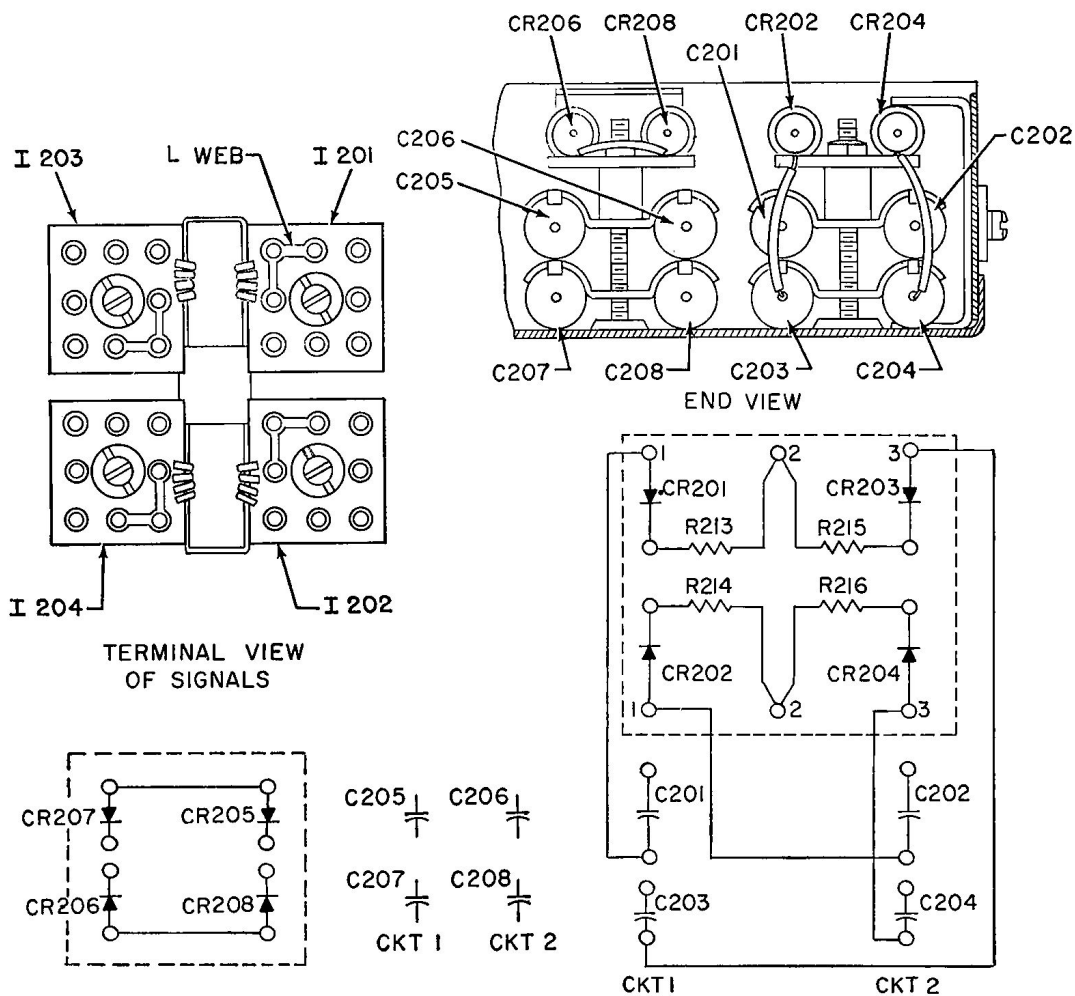 CR206 CR208 CR202 CR204
C201
I 203 L WEB I 201
C206
C202
C205
C207 C208 C203 C204
END VIEW
I 204 I 202
TERMINAL VIEW
OF SIGNALS
1 2 3
CR201 CR203
R213 R215
R214 R216
CR202 CR204
1 2 3
C201 C202
C203 C204
CKT 1 CKT 2
CR207 CR205
CR206 CR208
C205 C206
C207 C208
CKT 1 CKT 2